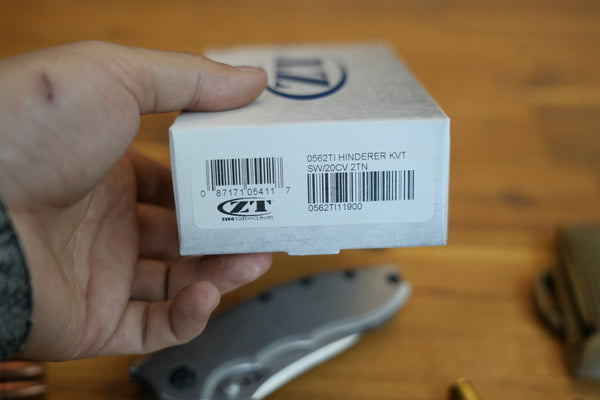 ZT
0562TI HINDERER KVT
SW/20CV 2TN
0 87171 05411 7
ZT
ZERO TOLERANCE KNIVES
0562TI11900